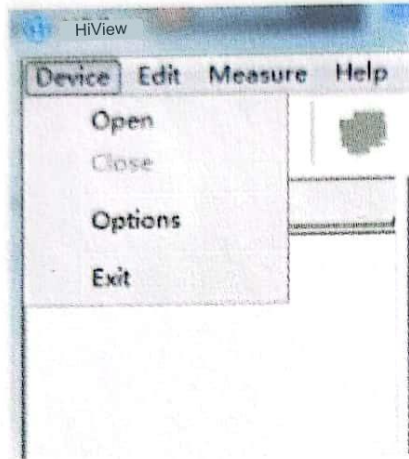 HiView
Device Edit Measure Help
Open
Close
Options
Exit